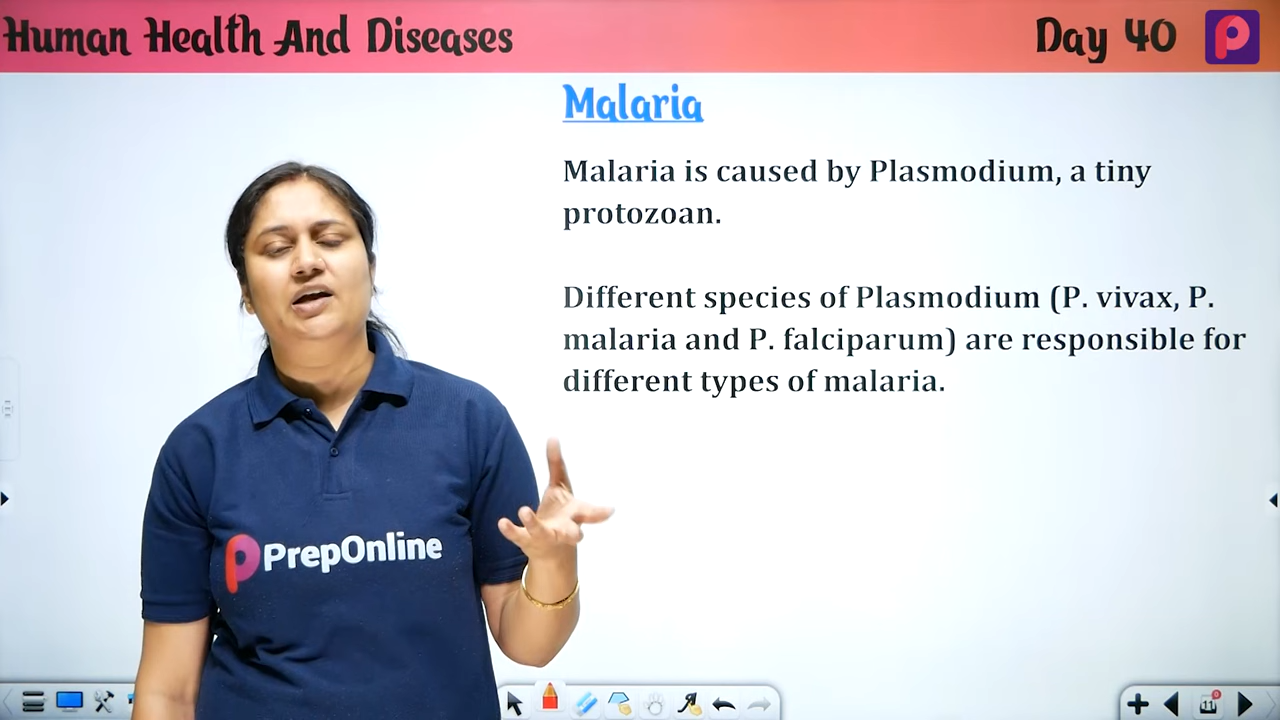 Human Health And Diseases
Day 40
Malaria
Malaria is caused by Plasmodium, a tiny
protozoan.
Different species of Plasmodium (P. vivax, P.
malaria and P. falciparum) are responsible for
different types of malaria.
PrepOnline
11